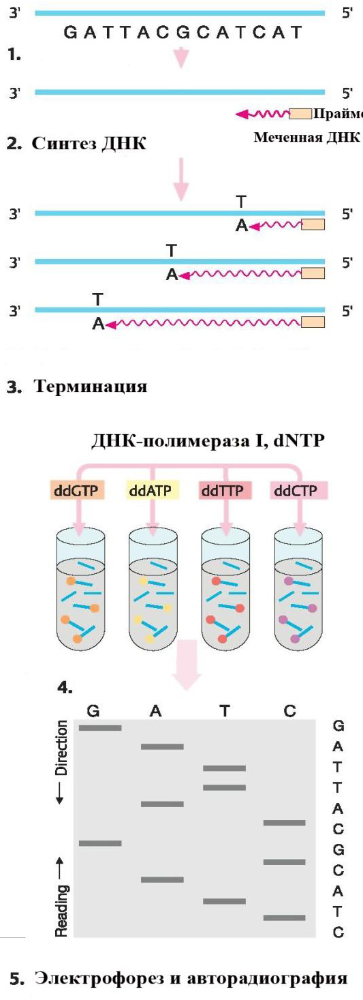 3' 5'
G A T T A C G C A T C A T
1.
3' 5'
Прайме
Меченная ДНК
2. Синтез ДНК
T
3' 5'
A
T
3' 5'
A
T
3' 5'
A
3. Терминация
ДНК-полимераза I, dNTP
ddGTP ddATP ddTTP ddCTP
4.
G A T C
Direction
Reading
G
A
T
T
A
C
G
C
A
T
C
5. Электрофорез и авторадиография